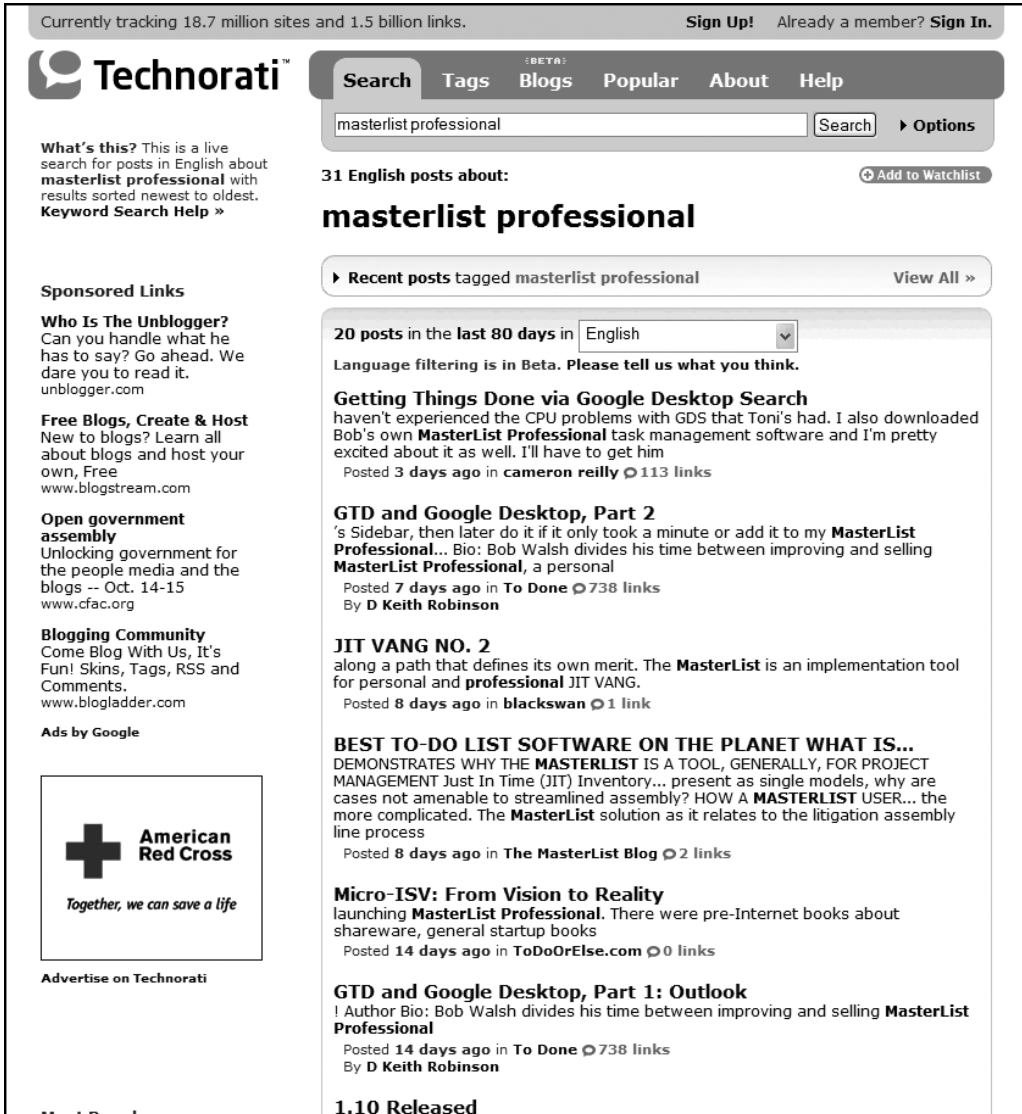 Currently tracking 18.7 million sites and 1.5 billion links.
Sign Up! Already a member? Sign In.
Technorati™
Search Tags {BETA} Blogs Popular About Help
masterlist professional
Search
Options
What's this? This is a live
search for posts in English about
masterlist professional with
results sorted newest to oldest.
Keyword Search Help »
Sponsored Links
Who Is The Unblogger?
Can you handle what he
has to say? Go ahead. We
dare you to read it.
unblogger.com
Free Blogs, Create & Host
New to blogs? Learn all
about blogs and host your
own, Free
www.blogstream.com
Open government
assembly
Unlocking government for
the people media and the
blogs -- Oct. 14-15
www.cfac.org
Blogging Community
Come Blog With Us, It's
Fun! Skins, Tags, RSS and
Comments.
www.blogladder.com
Ads by Google
American
Red Cross
Together, we can save a life
Advertise on Technorati
31 English posts about:
Add to Watchlist
masterlist professional
Recent posts tagged masterlist professional
View All »
20 posts in the last 80 days in English
Language filtering is in Beta. Please tell us what you think.
Getting Things Done via Google Desktop Search
haven't experienced the CPU problems with GDS that Toni's had. I also downloaded
Bob's own MasterList Professional task management software and I'm pretty
excited about it as well. I'll have to get him
Posted 3 days ago in cameron reilly 113 links
GTD and Google Desktop, Part 2
's Sidebar, then later do it if it only took a minute or add it to my MasterList
Professional... Bio: Bob Walsh divides his time between improving and selling
MasterList Professional, a personal
Posted 7 days ago in To Done 738 links
By D Keith Robinson
JIT VANG NO. 2
along a path that defines its own merit. The MasterList is an implementation tool
for personal and professional JIT VANG.
Posted 8 days ago in blackswan 1 link
BEST TO-DO LIST SOFTWARE ON THE PLANET WHAT IS...
DEMONSTRATES WHY THE MASTERLIST IS A TOOL, GENERALLY, FOR PROJECT
MANAGEMENT Just In Time (JIT) Inventory... present as single models, why are
cases not amenable to streamlined assembly? HOW A MASTERLIST USER... the
more complicated. The MasterList solution as it relates to the litigation assembly
line process
Posted 8 days ago in The MasterList Blog 2 links
Micro-ISV: From Vision to Reality
launching MasterList Professional. There were pre-Internet books about
shareware, general startup books
Posted 14 days ago in ToDoOrElse.com 0 links
GTD and Google Desktop, Part 1: Outlook
! Author Bio: Bob Walsh divides his time between improving and selling MasterList
Professional
Posted 14 days ago in To Done 738 links
By D Keith Robinson
1.10 Released